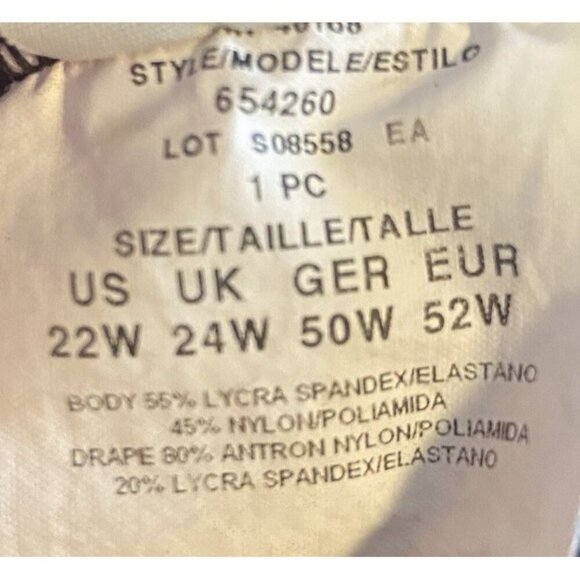 STYLE/MODELE/ESTILO
654260
LOT S08558 EA
1 PC
SIZE/TAILLE/TALLE
US UK GER EUR
22W 24W 50W 52W
BODY 55% LYCRA SPANDEX/ELASTANO
45% NYLON/POLIAMIDA
DRAPE 80% ANTRON NYLON/POLIAMIDA
20% LYCRA SPANDEX/ELASTANO